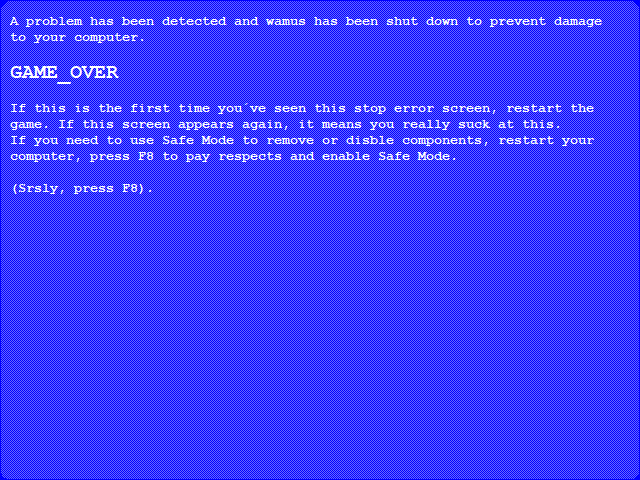 A problem has been detected and wamus has been shut down to prevent damage
to your computer.
GAME_OVER
If this is the first time you´ve seen this stop error screen, restart the
game. If this screen appears again, it means you really suck at this.
If you need to use Safe Mode to remove or disble components, restart your
computer, press F8 to pay respects and enable Safe Mode.
(Srsly, press F8).